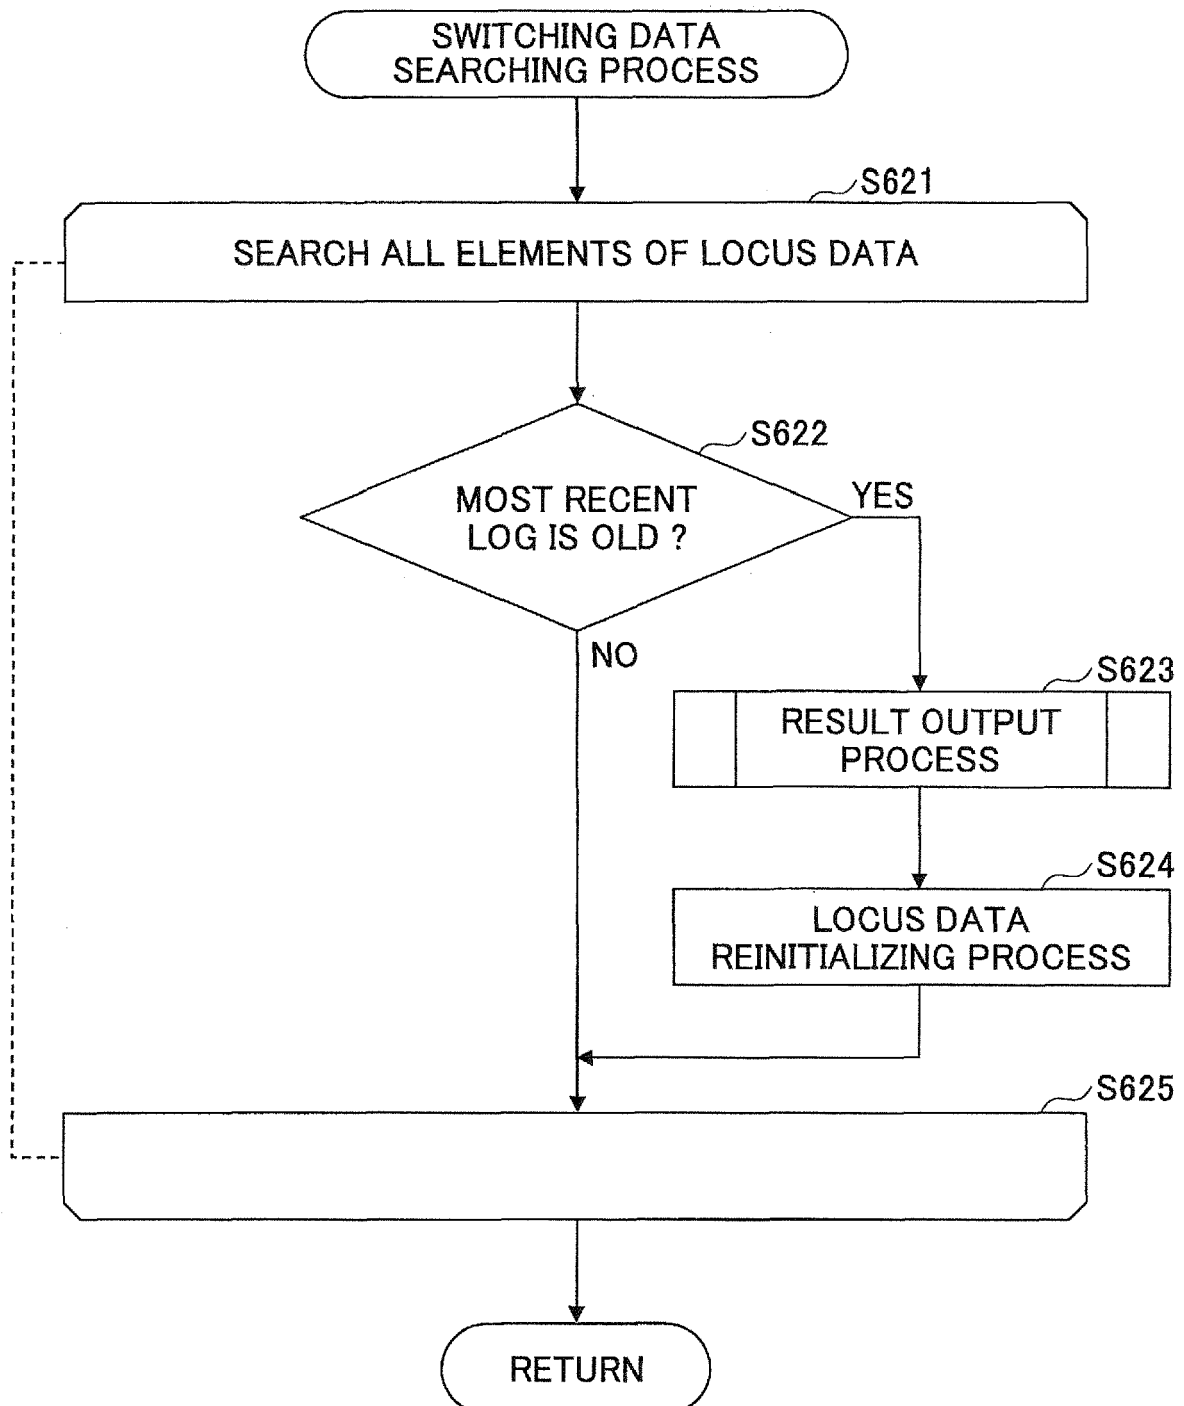 SWITCHING DATA
SEARCHING PROCESS
S621
SEARCH ALL ELEMENTS OF LOCUS DATA
S622
MOST RECENT
LOG IS OLD ?
YES
NO
S623
RESULT OUTPUT
PROCESS
S624
LOCUS DATA
REINITIALIZING PROCESS
S625
RETURN